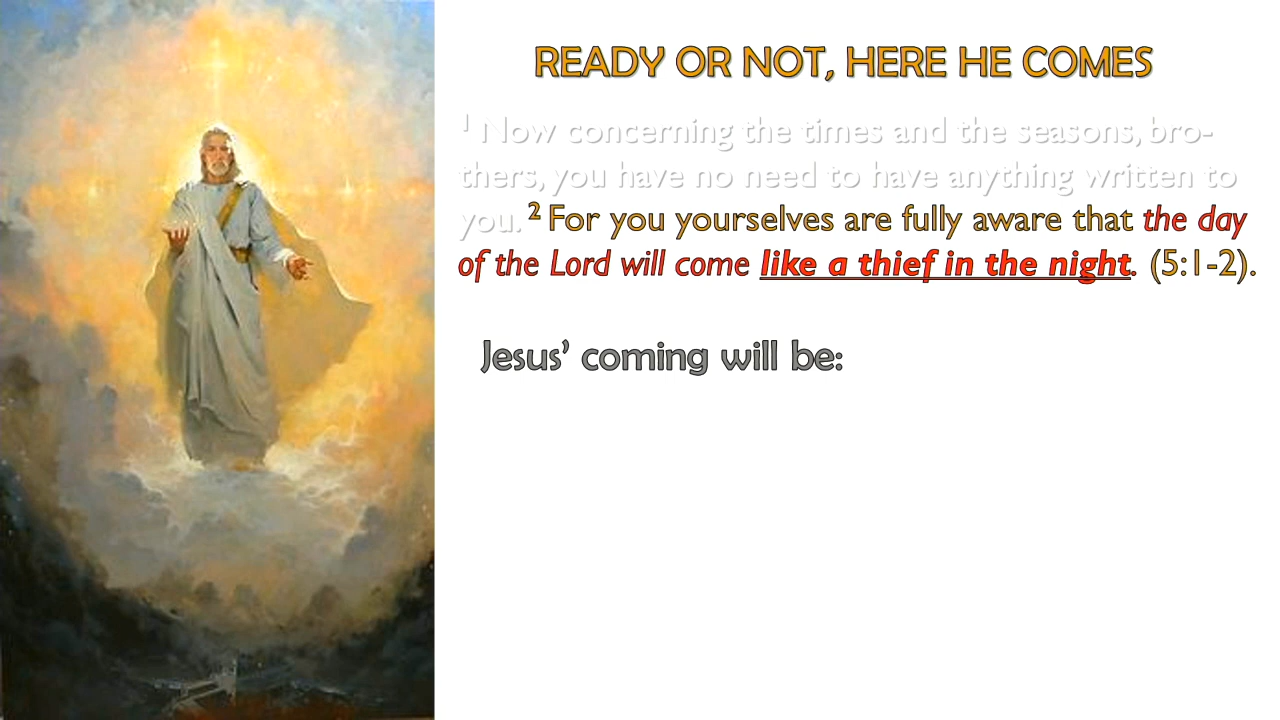 READY OR NOT, HERE HE COMES
¹ Now concerning the times and the seasons, bro-
thers, you have no need to have anything written to
you. ² For you yourselves are fully aware that the day
of the Lord will come like a thief in the night. (5:1-2).
Jesus’ coming will be: